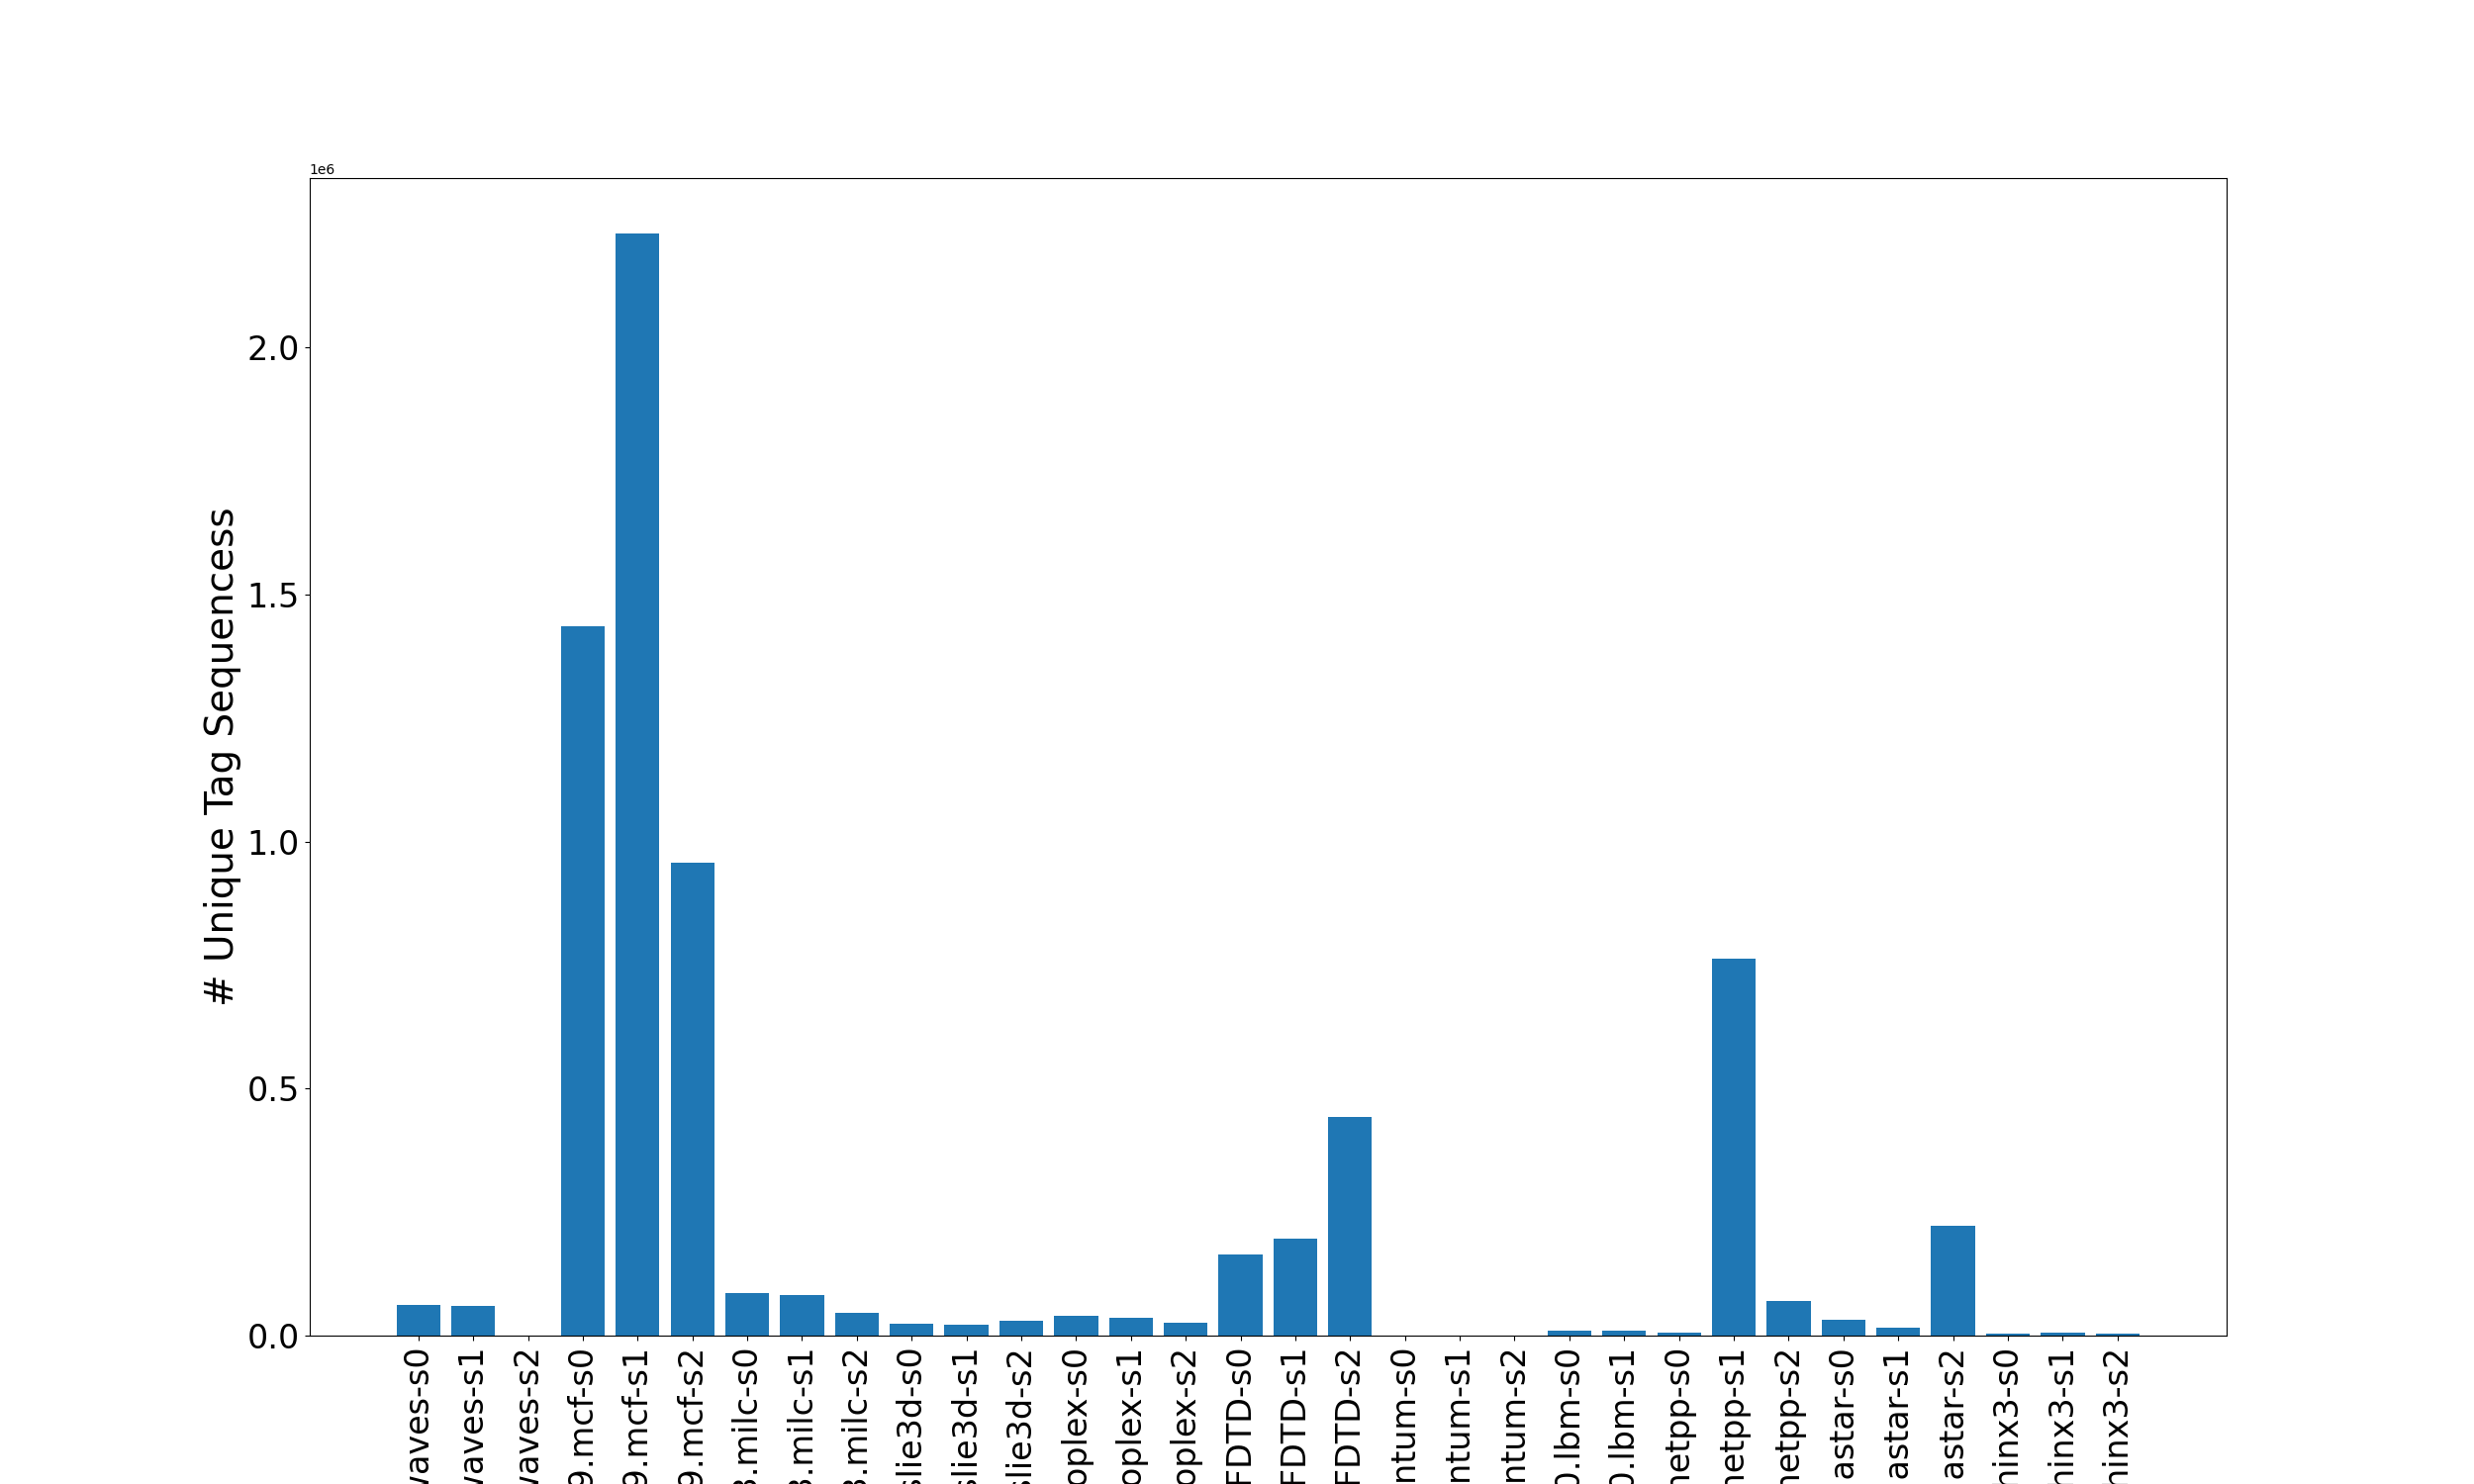 1e6
# Unique Tag Sequencess
2.0
1.5
1.0
0.5
0.0
waves-s0
waves-s1
waves-s2
9.mcf-s0
9.mcf-s1
9.mcf-s2
3.milc-s0
3.milc-s1
3.milc-s2
slie3d-s0
slie3d-s1
slie3d-s2
oplex-s0
oplex-s1
oplex-s2
FDTD-s0
FDTD-s1
FDTD-s2
ntum-s0
ntum-s1
ntum-s2
0.lbm-s0
0.lbm-s1
netpp-s0
netpp-s1
netpp-s2
astar-s0
astar-s1
astar-s2
hinx3-s0
hinx3-s1
hinx3-s2